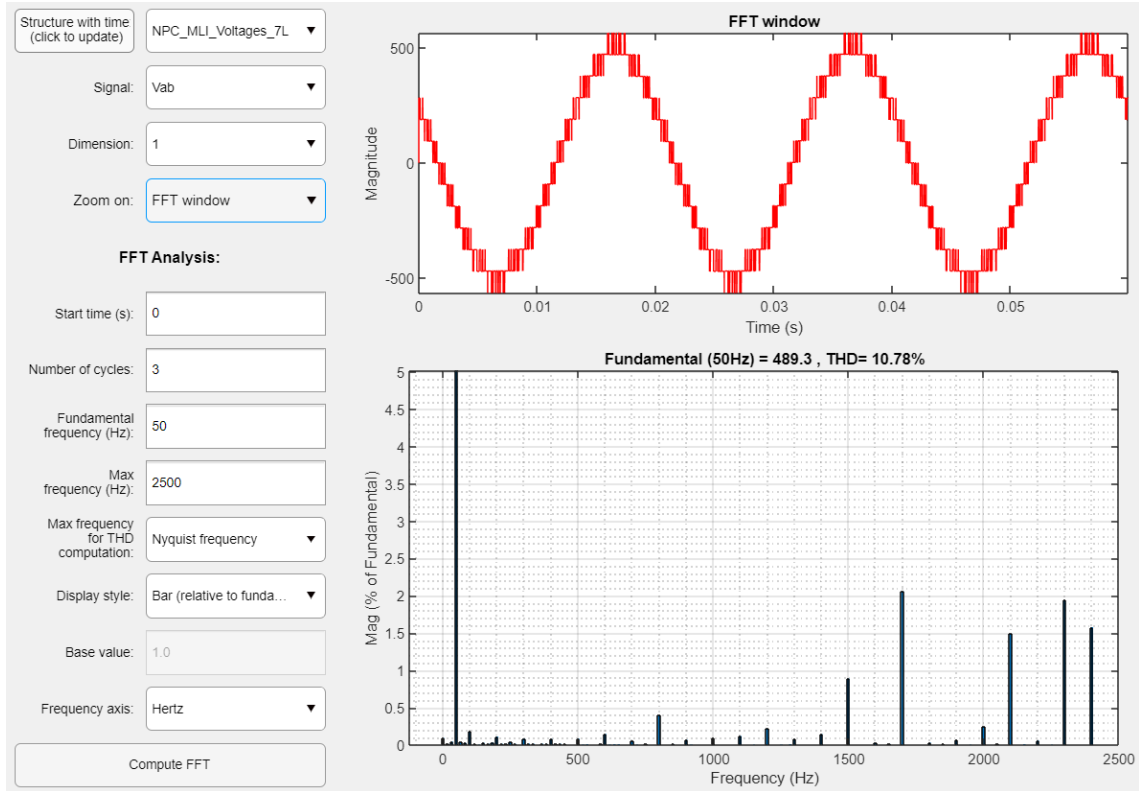 Structure with time
(click to update)
NPC_MLI_Voltages_7L
Signal:
Vab
Dimension:
1
Zoom on:
FFT window
FFT Analysis:
Start time (s):
0
Number of cycles:
3
Fundamental
frequency (Hz):
50
Max
frequency (Hz):
2500
Max frequency
for THD
computation:
Nyquist frequency
Display style:
Bar (relative to funda...
Base value:
1.0
Frequency axis:
Hertz
Compute FFT
FFT window
500
0
-500
Magnitude
0
0.01
0.02
0.03
0.04
0.05
Time (s)
Fundamental (50Hz) = 489.3 , THD= 10.78%
5
4.5
4
3.5
3
2.5
2
1.5
1
0.5
0
Mag (% of Fundamental)
0
500
1000
1500
2000
2500
Frequency (Hz)